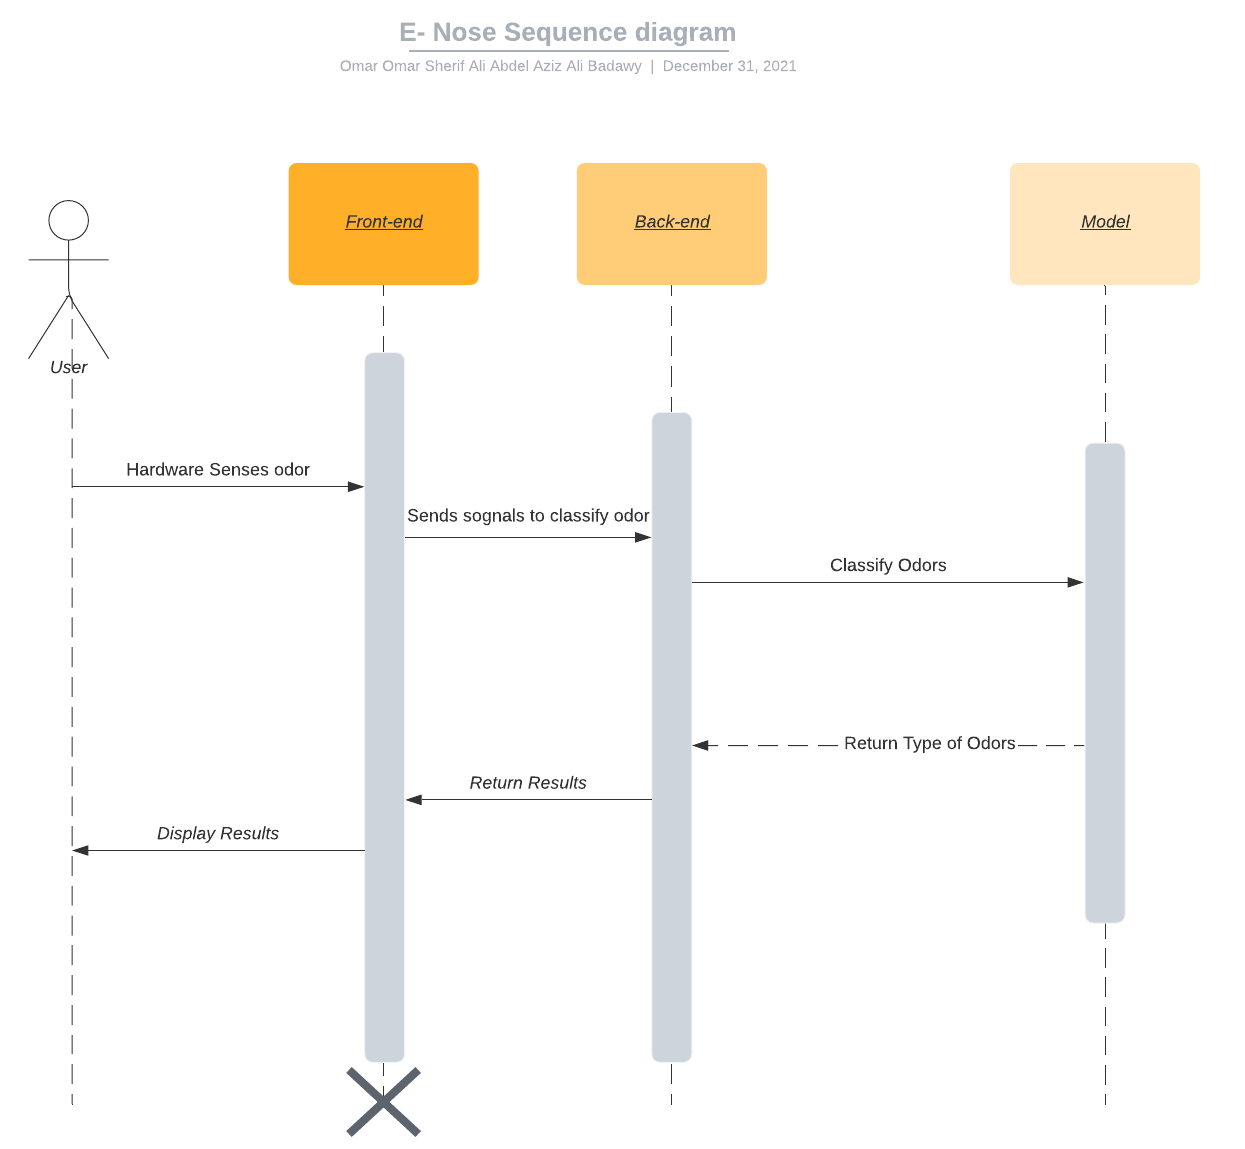 E- Nose Sequence diagram
Omar Omar Sherif Ali Abdel Aziz Ali Badawy | December 31, 2021
Front-end
Back-end
Model
User
Hardware Senses odor
Sends sognals to classify odor
Classify Odors
Return Type of Odors
Return Results
Display Results